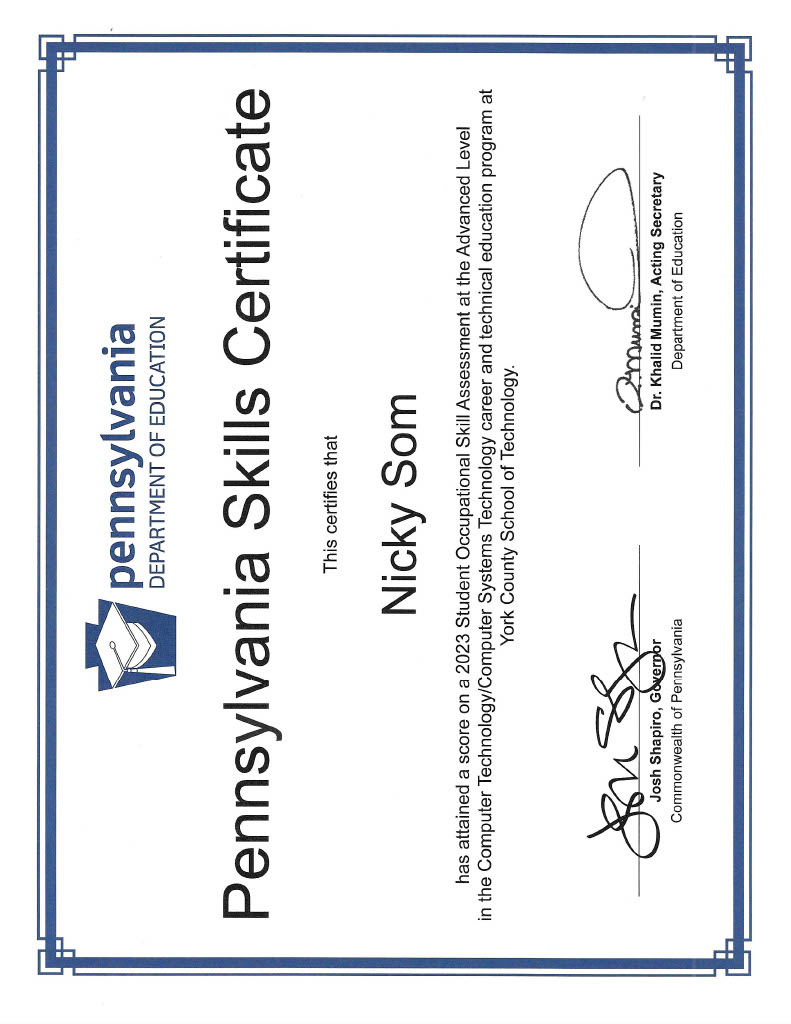 pennsylvania
DEPARTMENT OF EDUCATION
Pennsylvania Skills Certificate
This certifies that
Nicky Som
has attained a score on a 2023 Student Occupational Skill Assessment at the Advanced Level
in the Computer Technology/Computer Systems Technology career and technical education program at
York County School of Technology.
Josh Shapiro, Governor
Commonwealth of Pennsylvania
Dr. Khalid Mumin, Acting Secretary
Department of Education